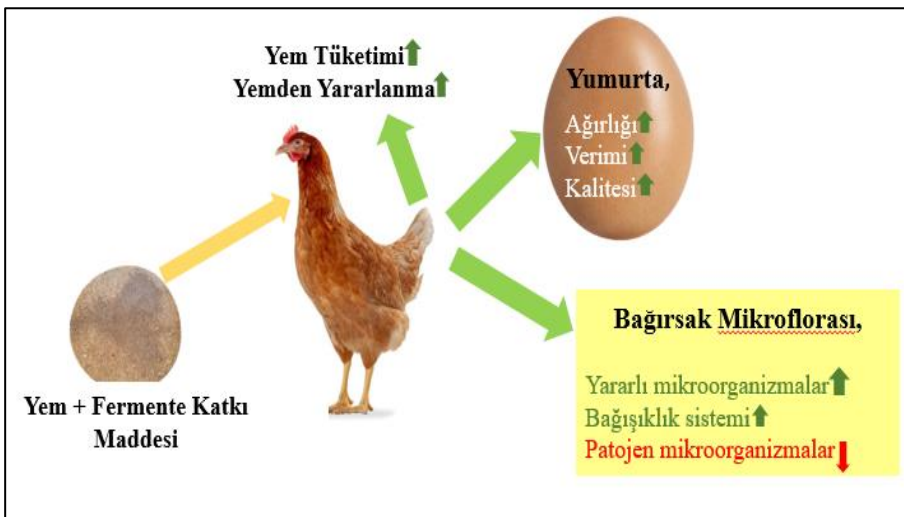 Yem Tüketimi
Yemden Yararlanma
Yumurta,
Ağırlığı
Verimi
Kalitesi
Yem + Fermente Katkı
Maddesi
Bağırsak Mikroflorası,
Yararlı mikroorganizmalar
Bağışıklık sistemi
Patojen mikroorganizmalar